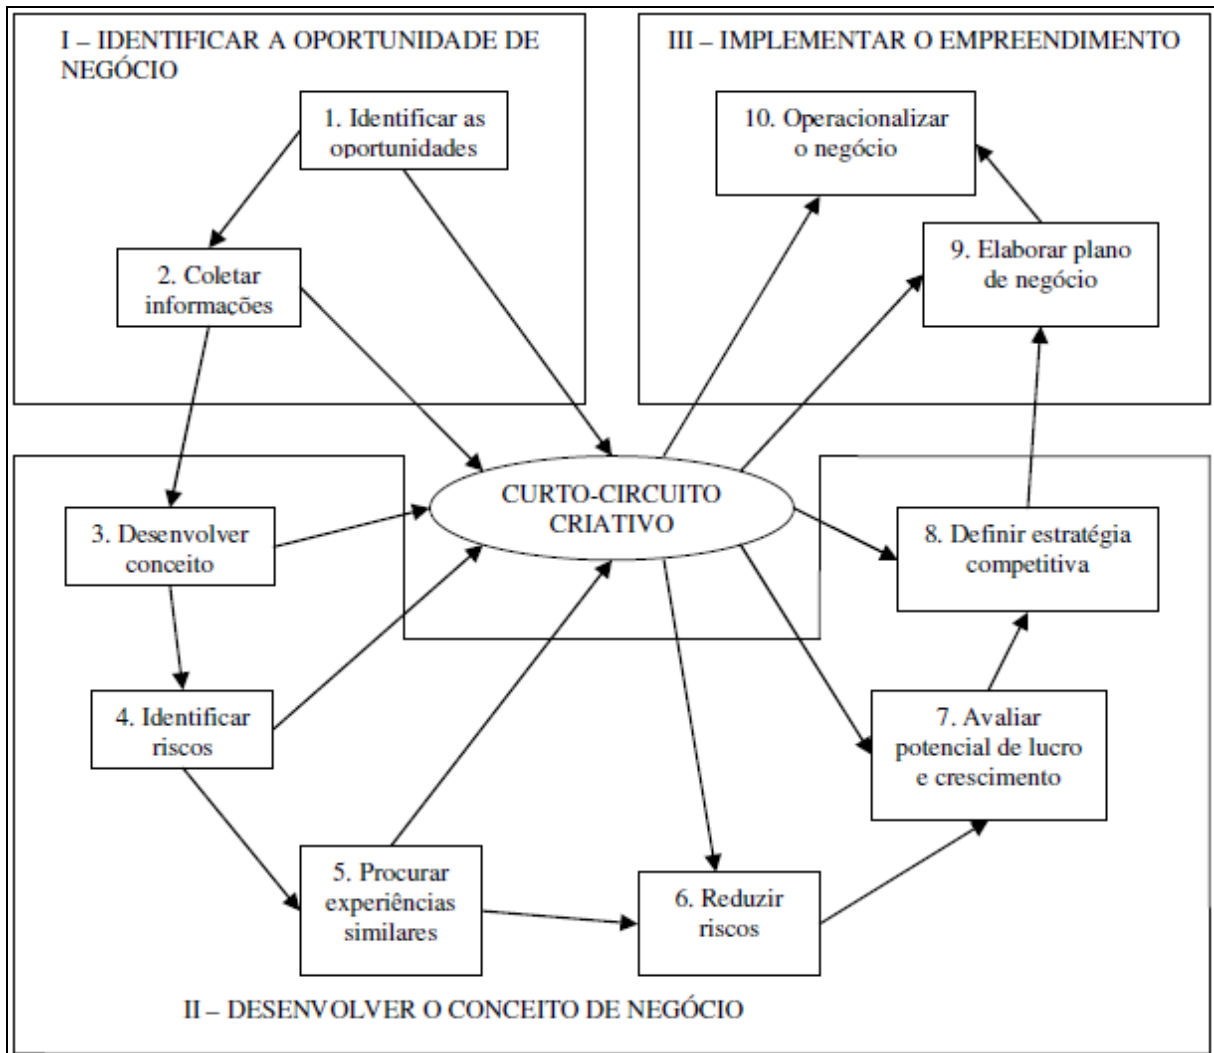 I – IDENTIFICAR A OPORTUNIDADE DE
NEGÓCIO
1. Identificar as
oportunidades
2. Coletar
informações
III – IMPLEMENTAR O EMPREENDIMENTO
10. Operacionalizar
o negócio
9. Elaborar plano
de negócio
CURTO-CIRCUITO
CRIATIVO
3. Desenvolver
conceito
4. Identificar
riscos
5. Procurar
experiências
similares
6. Reduzir
riscos
7. Avaliar
potencial de lucro
e crescimento
8. Definir estratégia
competitiva
II – DESENVOLVER O CONCEITO DE NEGÓCIO